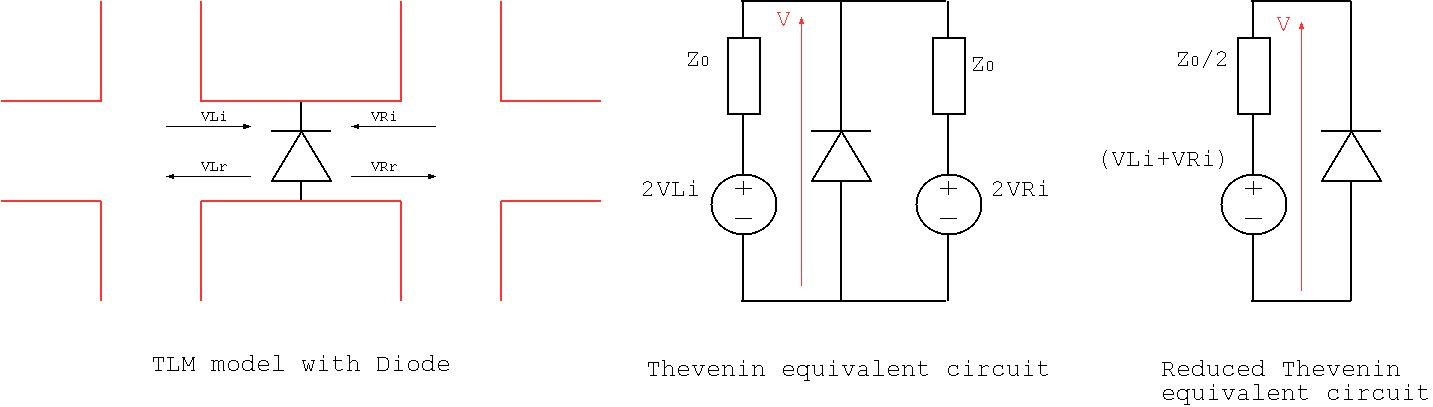 VLi
VRi
VLr
VRr
TLM model with Diode
V
Z0
Z0
2VLi
2VRi
Thevenin equivalent circuit
V
Z0/2
(VLi+VRi)
Reduced Thevenin
equivalent circuit